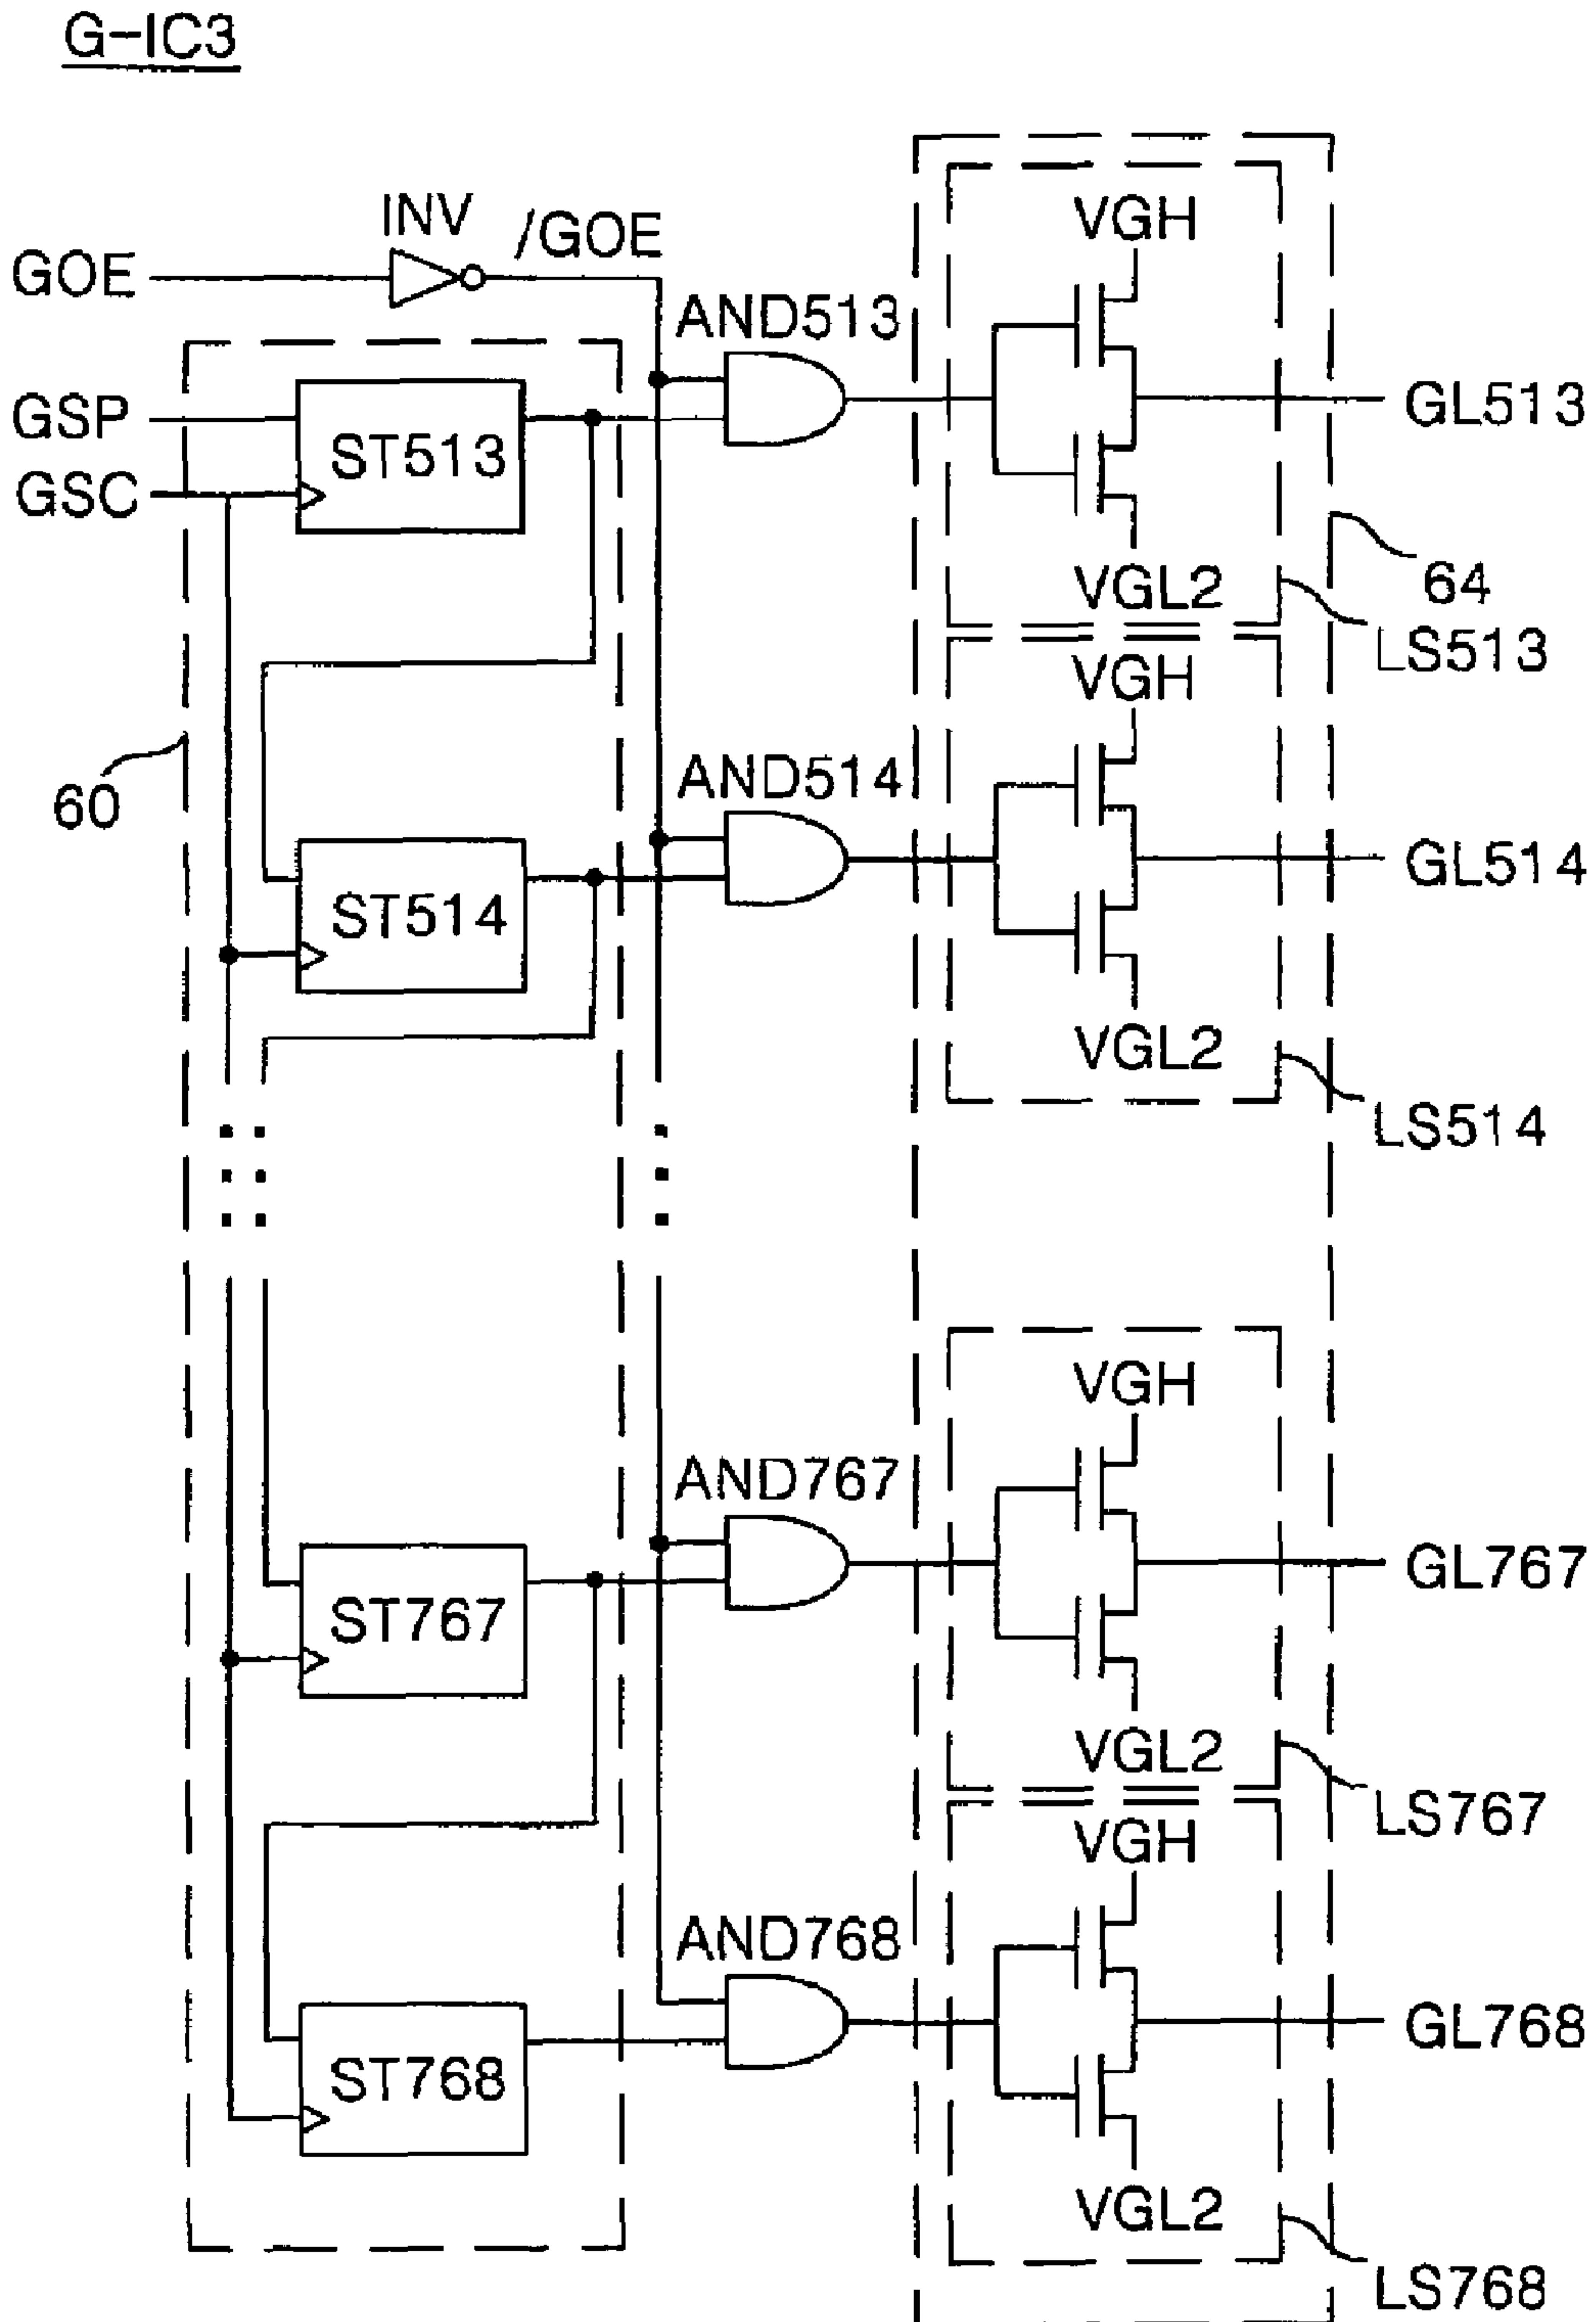 G-IC3
INV
/GOE
GOE
GSP
GSC
ST513
AND513
VGH
VGL2
GL513
64
LS513
60
ST514
AND514
VGH
VGL2
GL514
LS514
ST767
AND767
VGH
VGL2
GL767
LS767
ST768
AND768
VGH
VGL2
GL768
LS768